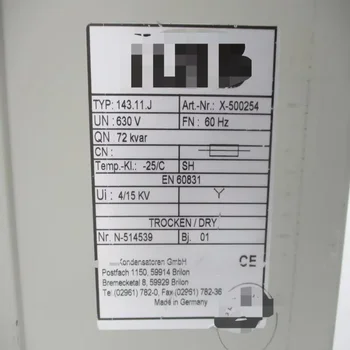 TYP: 143.11.J Art.-Nr.: X-500254
UN : 630 V FN : 60 Hz
QN : 72 kvar
CN :
Temp.-Kl.: -25/C SH
EN 60831
Ui : 4/15 KV
TROCKEN / DRY
Nr. N-514539 Bj. 01
Kondensatoren GmbH
Postfach 1150, 59914 Brilon
Bremecketal 8, 59929 Brilon
Tel. (02961) 782-0, Fax (02961) 782-36
Made in Germany
CE